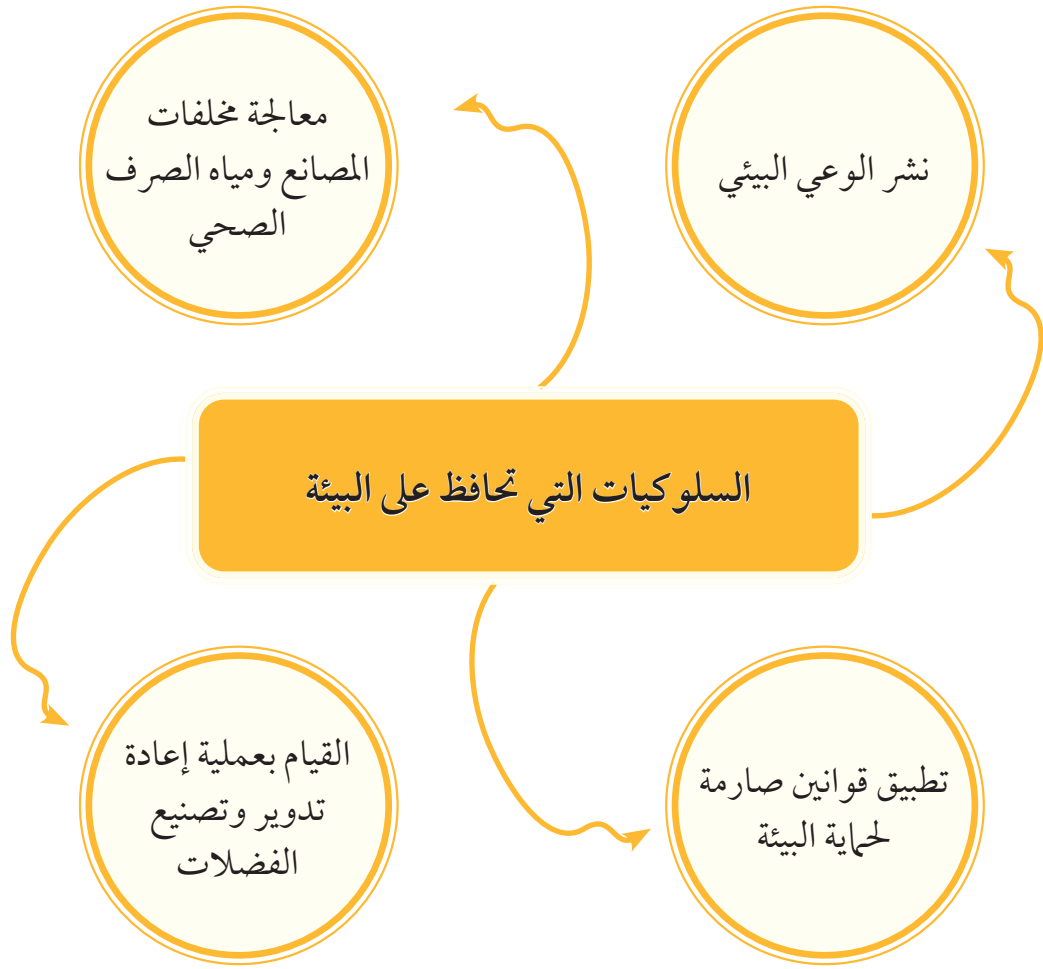 نشر الوعي البيئي
معالجة مخلفات
المصانع ومياه الصرف
الصحي
السلوكيات التي تحافظ على البيئة
تطبيق قوانين صارمة
لحماية البيئة
القيام بعملية إعادة
تدوير وتصنيع
الفضلات